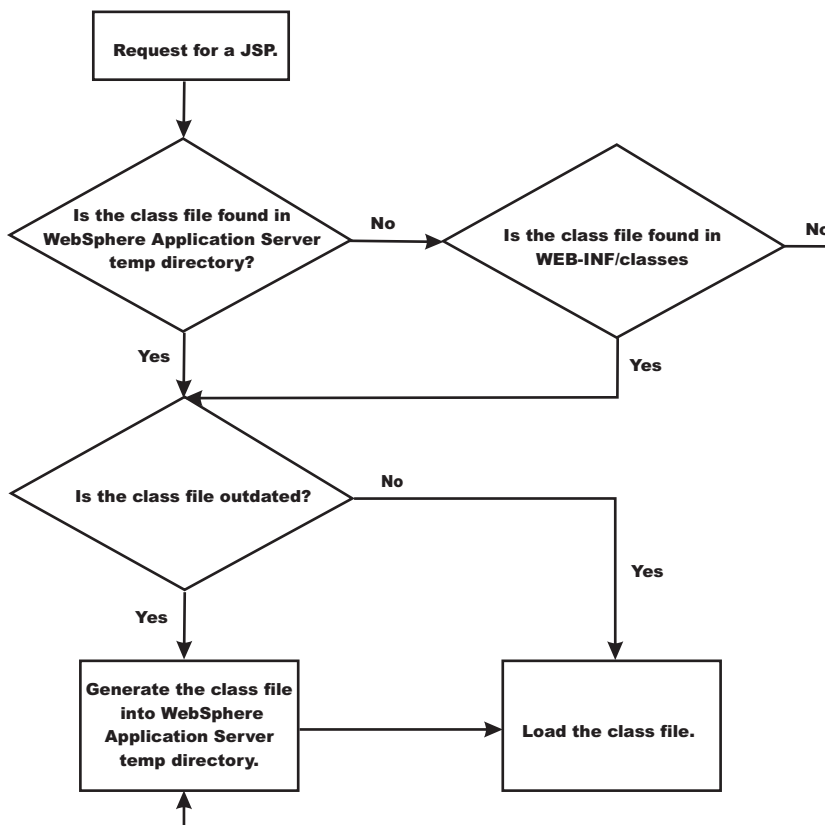 Request for a JSP.
Is the class file found in
WebSphere Application Server
temp directory?
No
Is the class file found in
WEB-INF/classes
No
Yes
Yes
Is the class file outdated?
No
Yes
Yes
Generate the class file
into WebSphere
Application Server
temp directory.
Load the class file.